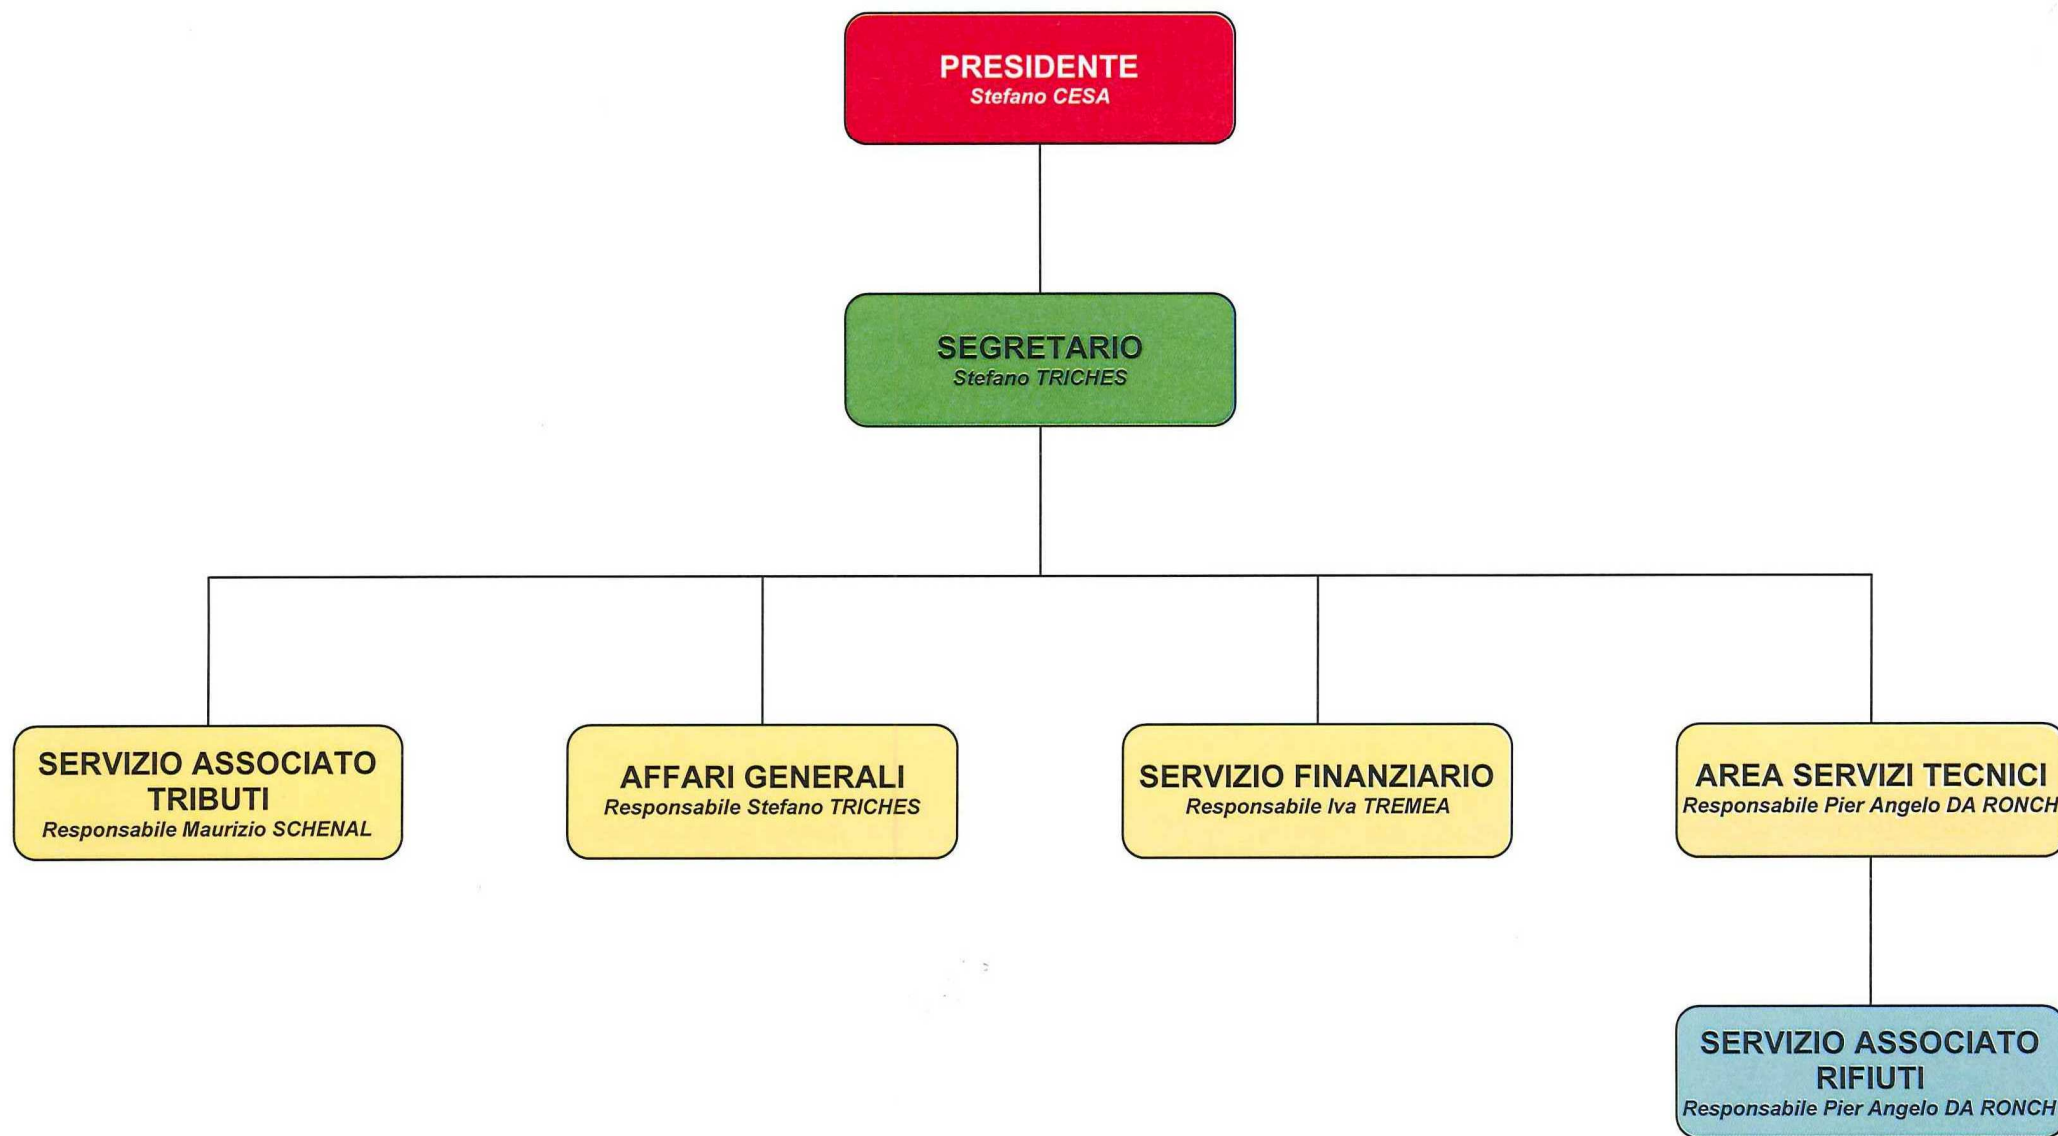 PRESIDENTE
Stefano CESA
SEGRETARIO
Stefano TRICHES
SERVIZIO ASSOCIATO
TRIBUTI
Responsabile Maurizio SCHENAL
AFFARI GENERALI
Responsabile Stefano TRICHES
SERVIZIO FINANZIARIO
Responsabile Iva TREMEA
AREA SERVIZI TECNICI
Responsabile Pier Angelo DA RONCH
SERVIZIO ASSOCIATO
RIFIUTI
Responsabile Pier Angelo DA RONCH